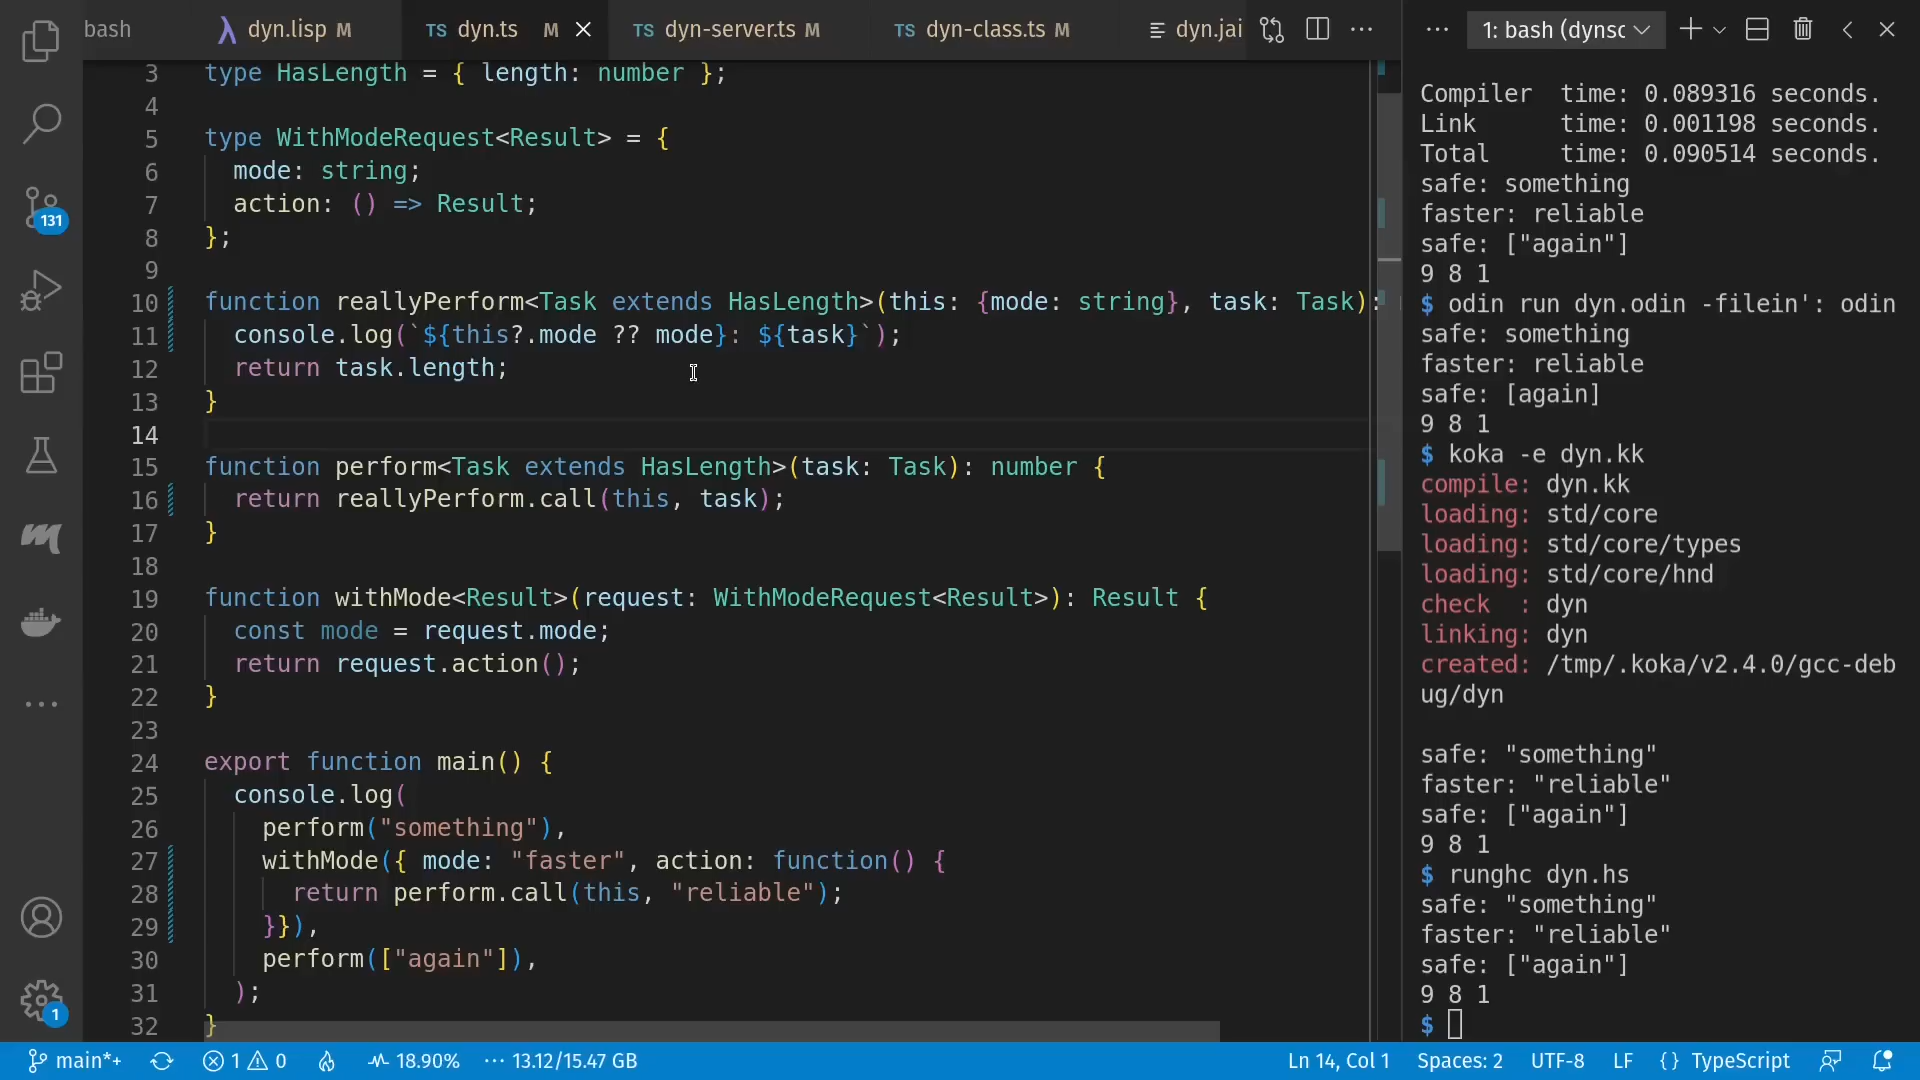 bash
dyn.lisp M
TS dyn.ts M
TS dyn-server.ts M
TS dyn-class.ts M
dyn.jai
1: bash (dynsc
3 type HasLength = { length: number };
4
5 type WithModeRequest<Result> = {
6 mode: string;
7 action: () => Result;
8 };
9
10 function reallyPerform<Task extends HasLength>(this: {mode: string}, task: Task):
11 console.log(`${this?.mode ?? mode}: ${task}`);
12 return task.length;
13 }
14
15 function perform<Task extends HasLength>(task: Task): number {
16 return reallyPerform.call(this, task);
17 }
18
19 function withMode<Result>(request: WithModeRequest<Result>): Result {
20 const mode = request.mode;
21 return request.action();
22 }
23
24 export function main() {
25 console.log(
26 perform("something"),
27 withMode({ mode: "faster", action: function() {
28 return perform.call(this, "reliable");
29 }}),
30 perform(["again"]),
31 );
32 }
Compiler time: 0.089316 seconds.
Link time: 0.001198 seconds.
Total time: 0.090514 seconds.
safe: something
faster: reliable
safe: ["again"]
9 8 1
$ odin run dyn.odin -filein': odin
safe: something
faster: reliable
safe: [again]
9 8 1
$ koka -e dyn.kk
compile: dyn.kk
loading: std/core
loading: std/core/types
loading: std/core/hnd
check : dyn
linking: dyn
created: /tmp/.koka/v2.4.0/gcc-deb
ug/dyn
safe: "something"
faster: "reliable"
safe: ["again"]
9 8 1
$ runghc dyn.hs
safe: "something"
faster: "reliable"
safe: ["again"]
9 8 1
$
131
1
main*+
1 0
18.90%
13.12/15.47 GB
Ln 14, Col 1
Spaces: 2
UTF-8
LF
{} TypeScript